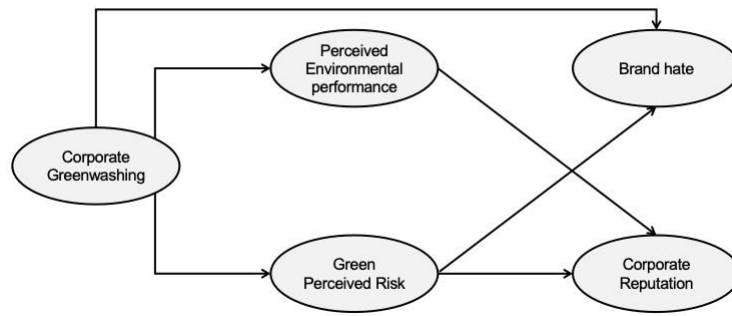 Perceived
Environmental
performance
Brand hate
Corporate
Greenwashing
Green
Perceived Risk
Corporate
Reputation